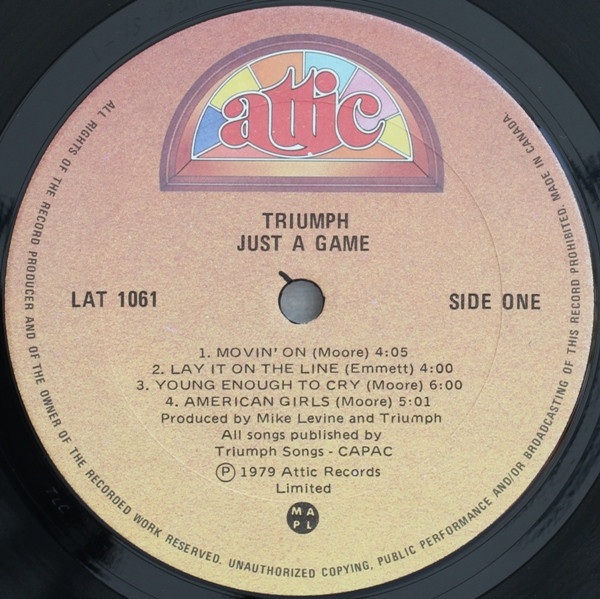 attic
TRIUMPH
JUST A GAME
LAT 1061
SIDE ONE
1. MOVIN' ON (Moore) 4:05
2. LAY IT ON THE LINE (Emmett) 4:00
3. YOUNG ENOUGH TO CRY (Moore) 6:00
4. AMERICAN GIRLS (Moore) 5:01
Produced by Mike Levine and Triumph
All songs published by
Triumph Songs - CAPAC
Ⓟ 1979 Attic Records
Limited
M A
P L
ALL RIGHTS OF THE RECORD PRODUCER AND OF THE OWNER OF THE RECORDED WORK RESERVED. UNAUTHORIZED COPYING, PUBLIC PERFORMANCE AND/OR BROADCASTING OF THIS RECORD PROHIBITED. MADE IN CANADA.